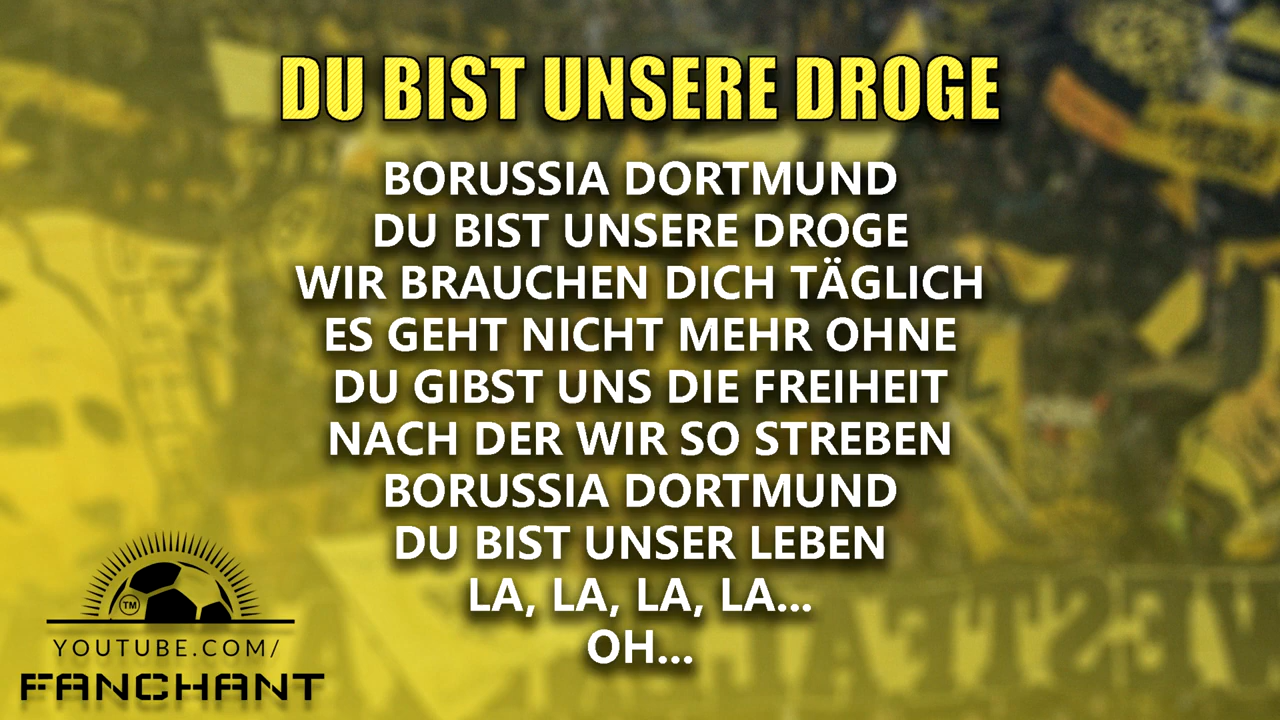 DU BIST UNSERE DROGE
BORUSSIA DORTMUND
DU BIST UNSERE DROGE
WIR BRAUCHEN DICH TÄGLICH
ES GEHT NICHT MEHR OHNE
DU GIBST UNS DIE FREIHEIT
NACH DER WIR SO STREBEN
BORUSSIA DORTMUND
DU BIST UNSER LEBEN
LA, LA, LA, LA...
OH...
TM
YOUTUBE.COM/
FANCHANT